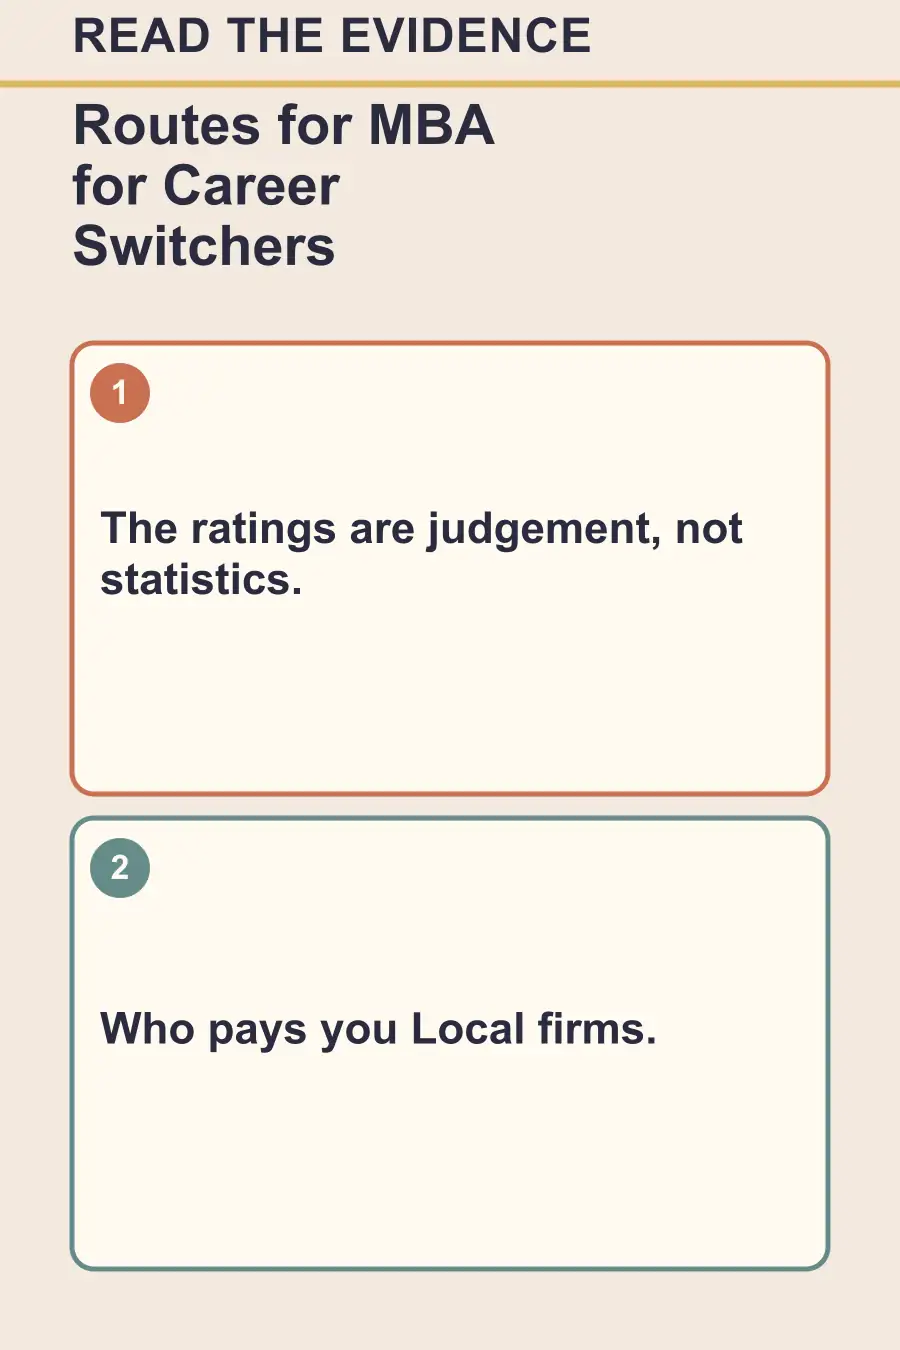 READ THE EVIDENCE
Routes for MBA
for Career
Switchers
1
The ratings are judgement, not
statistics.
2
Who pays you Local firms.